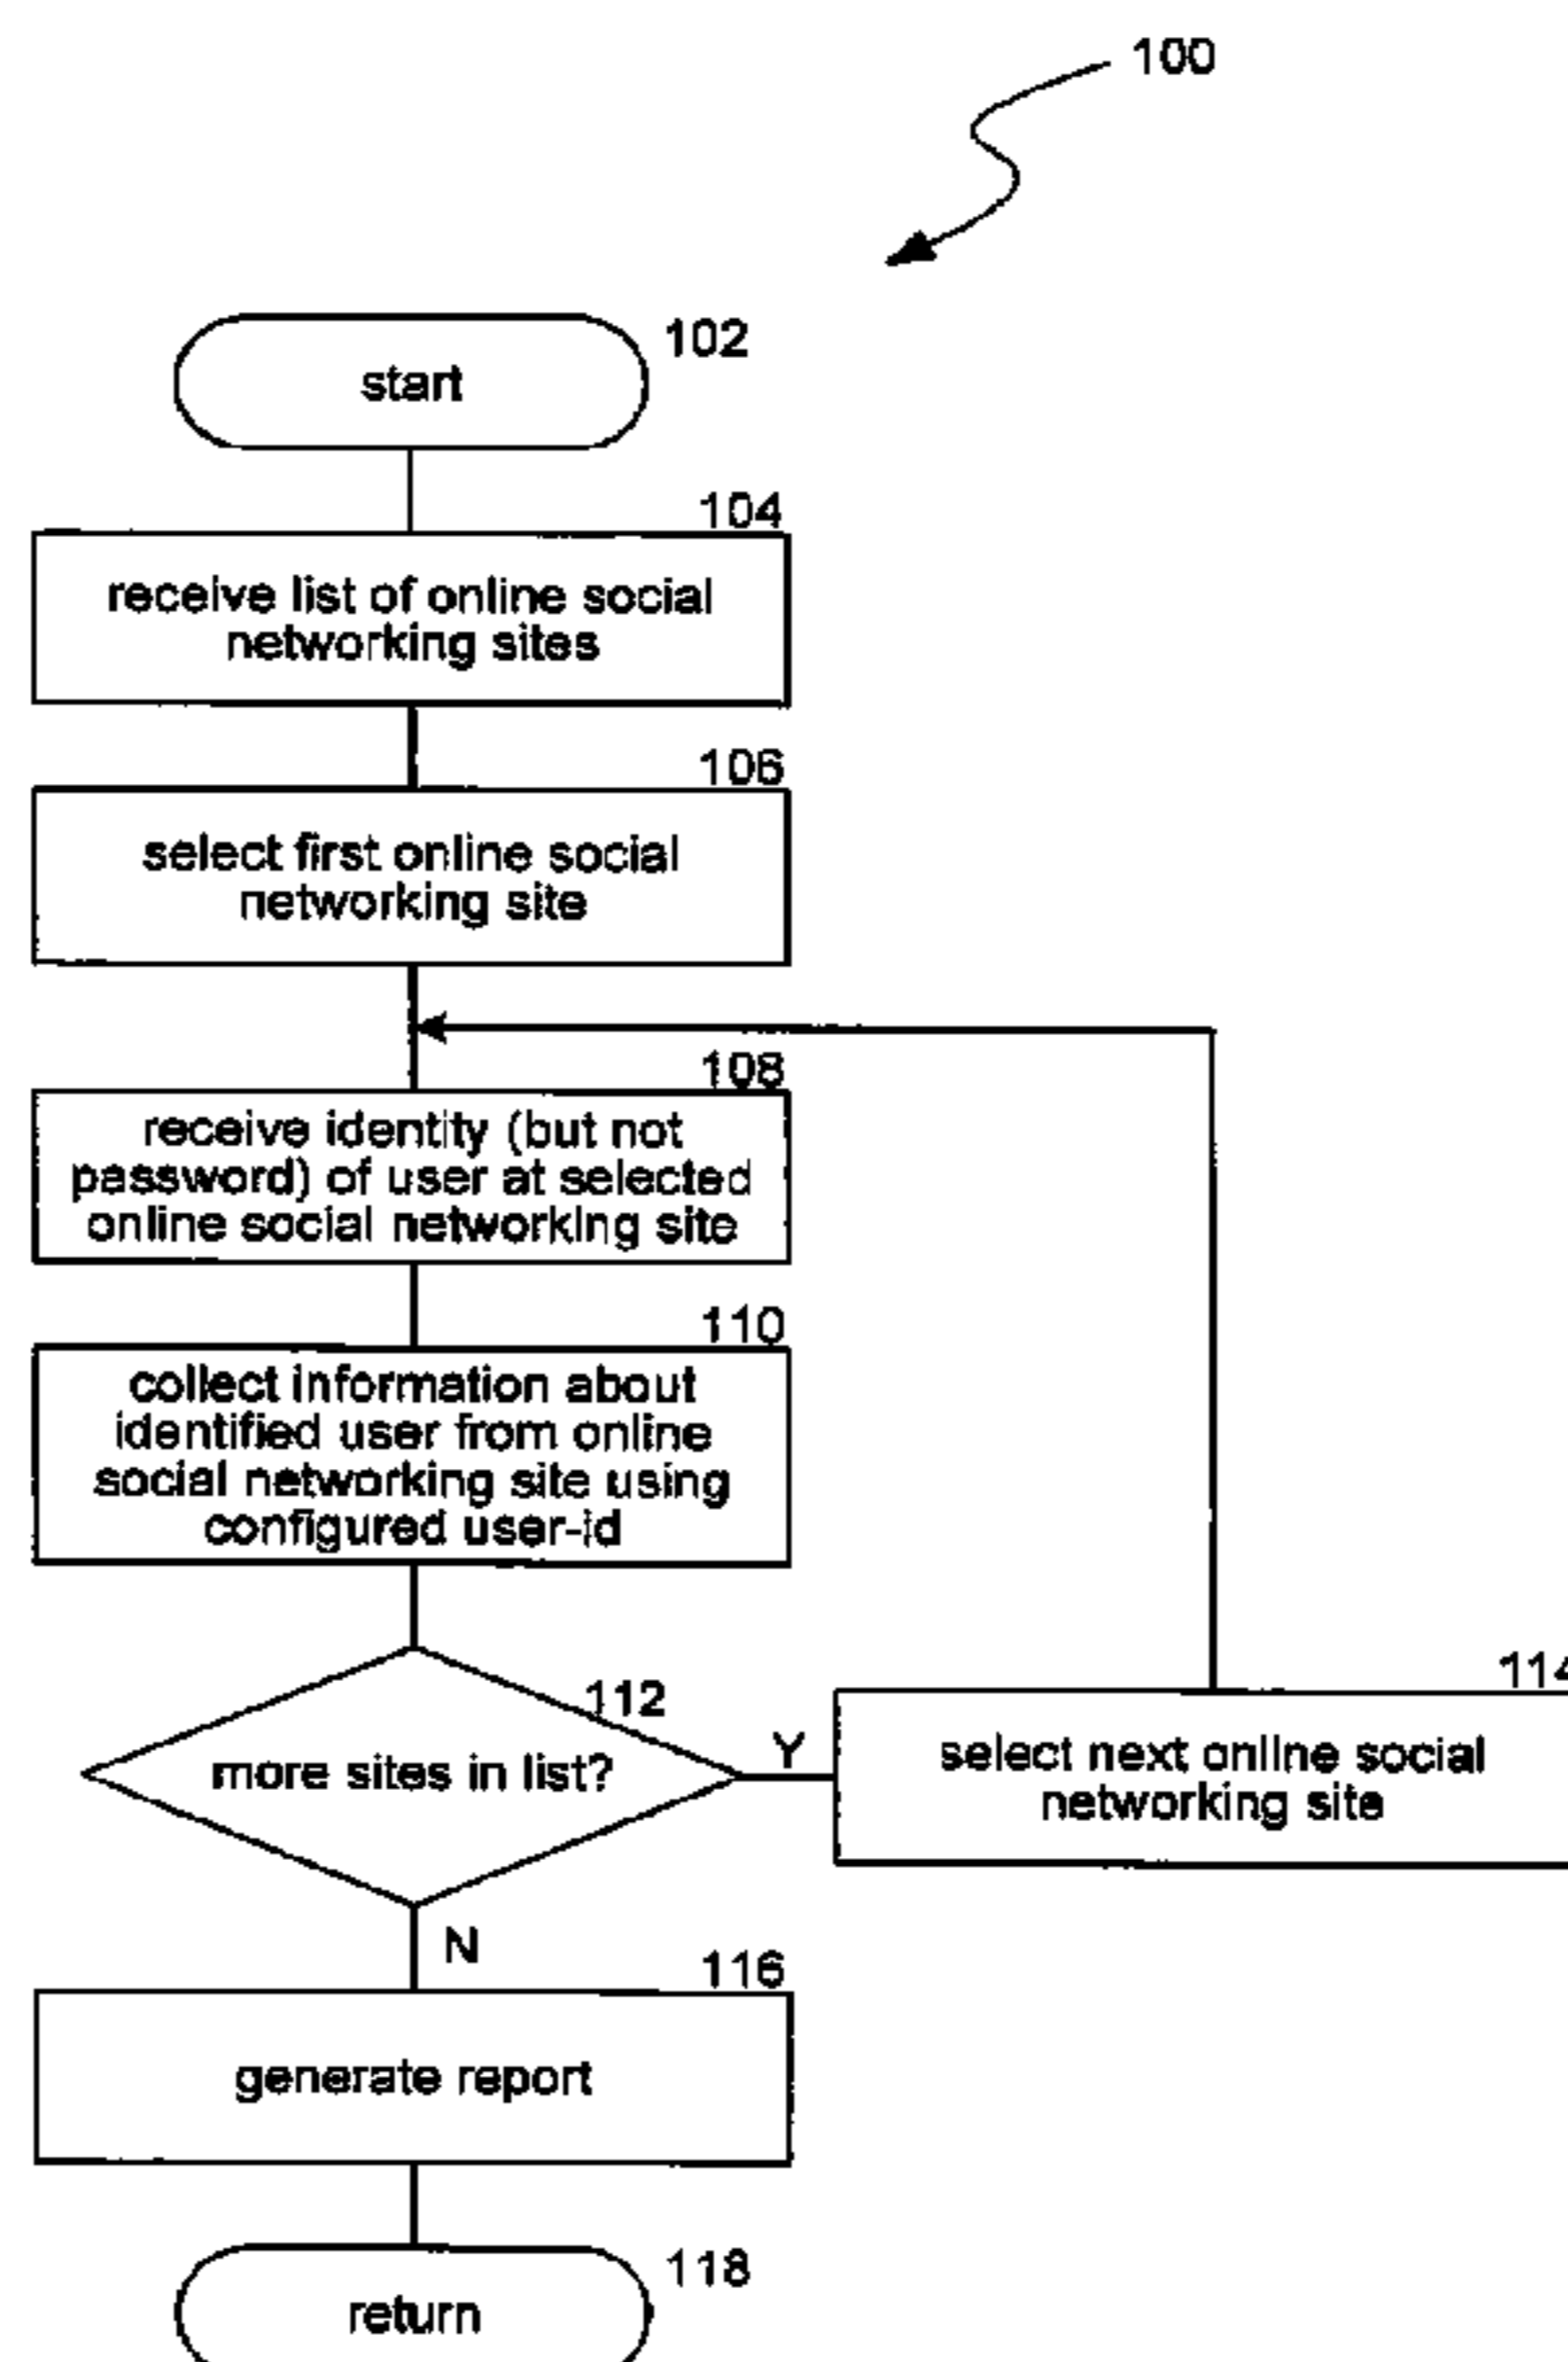 100
102
start
104
receive list of online social
networking sites
106
select first online social
networking site
108
receive identity (but not
password) of user at selected
online social networking site
110
collect information about
identified user from online
social networking site using
configured user-id
112
more sites in list?
Y
114
select next online social
networking site
N
116
generate report
118
return